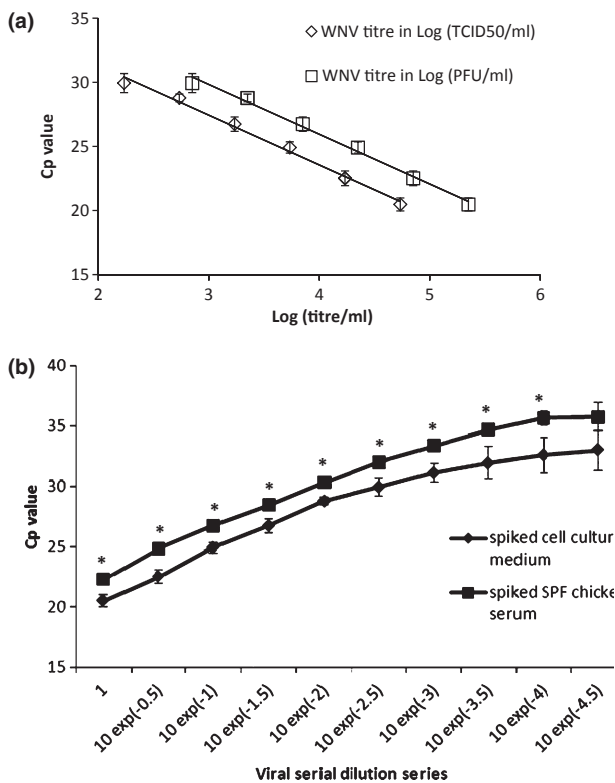 (a)
35
30
25
20
15
Cp value
WNV titre in Log (TCID50/ml)
WNV titre in Log (PFU/ml)
2 3 4 5 6
Log (titre/ml)
(b)
40
35
30
25
20
15
Cp value
* * * * * * * * *
spiked cell cultur
medium
spiked SPF chicke
serum
1 10 exp(-0.5) 10 exp(-1) 10 exp(-1.5) 10 exp(-2) 10 exp(-2.5) 10 exp(-3) 10 exp(-3.5) 10 exp(-4) 10 exp(-4.5)
Viral serial dilution series